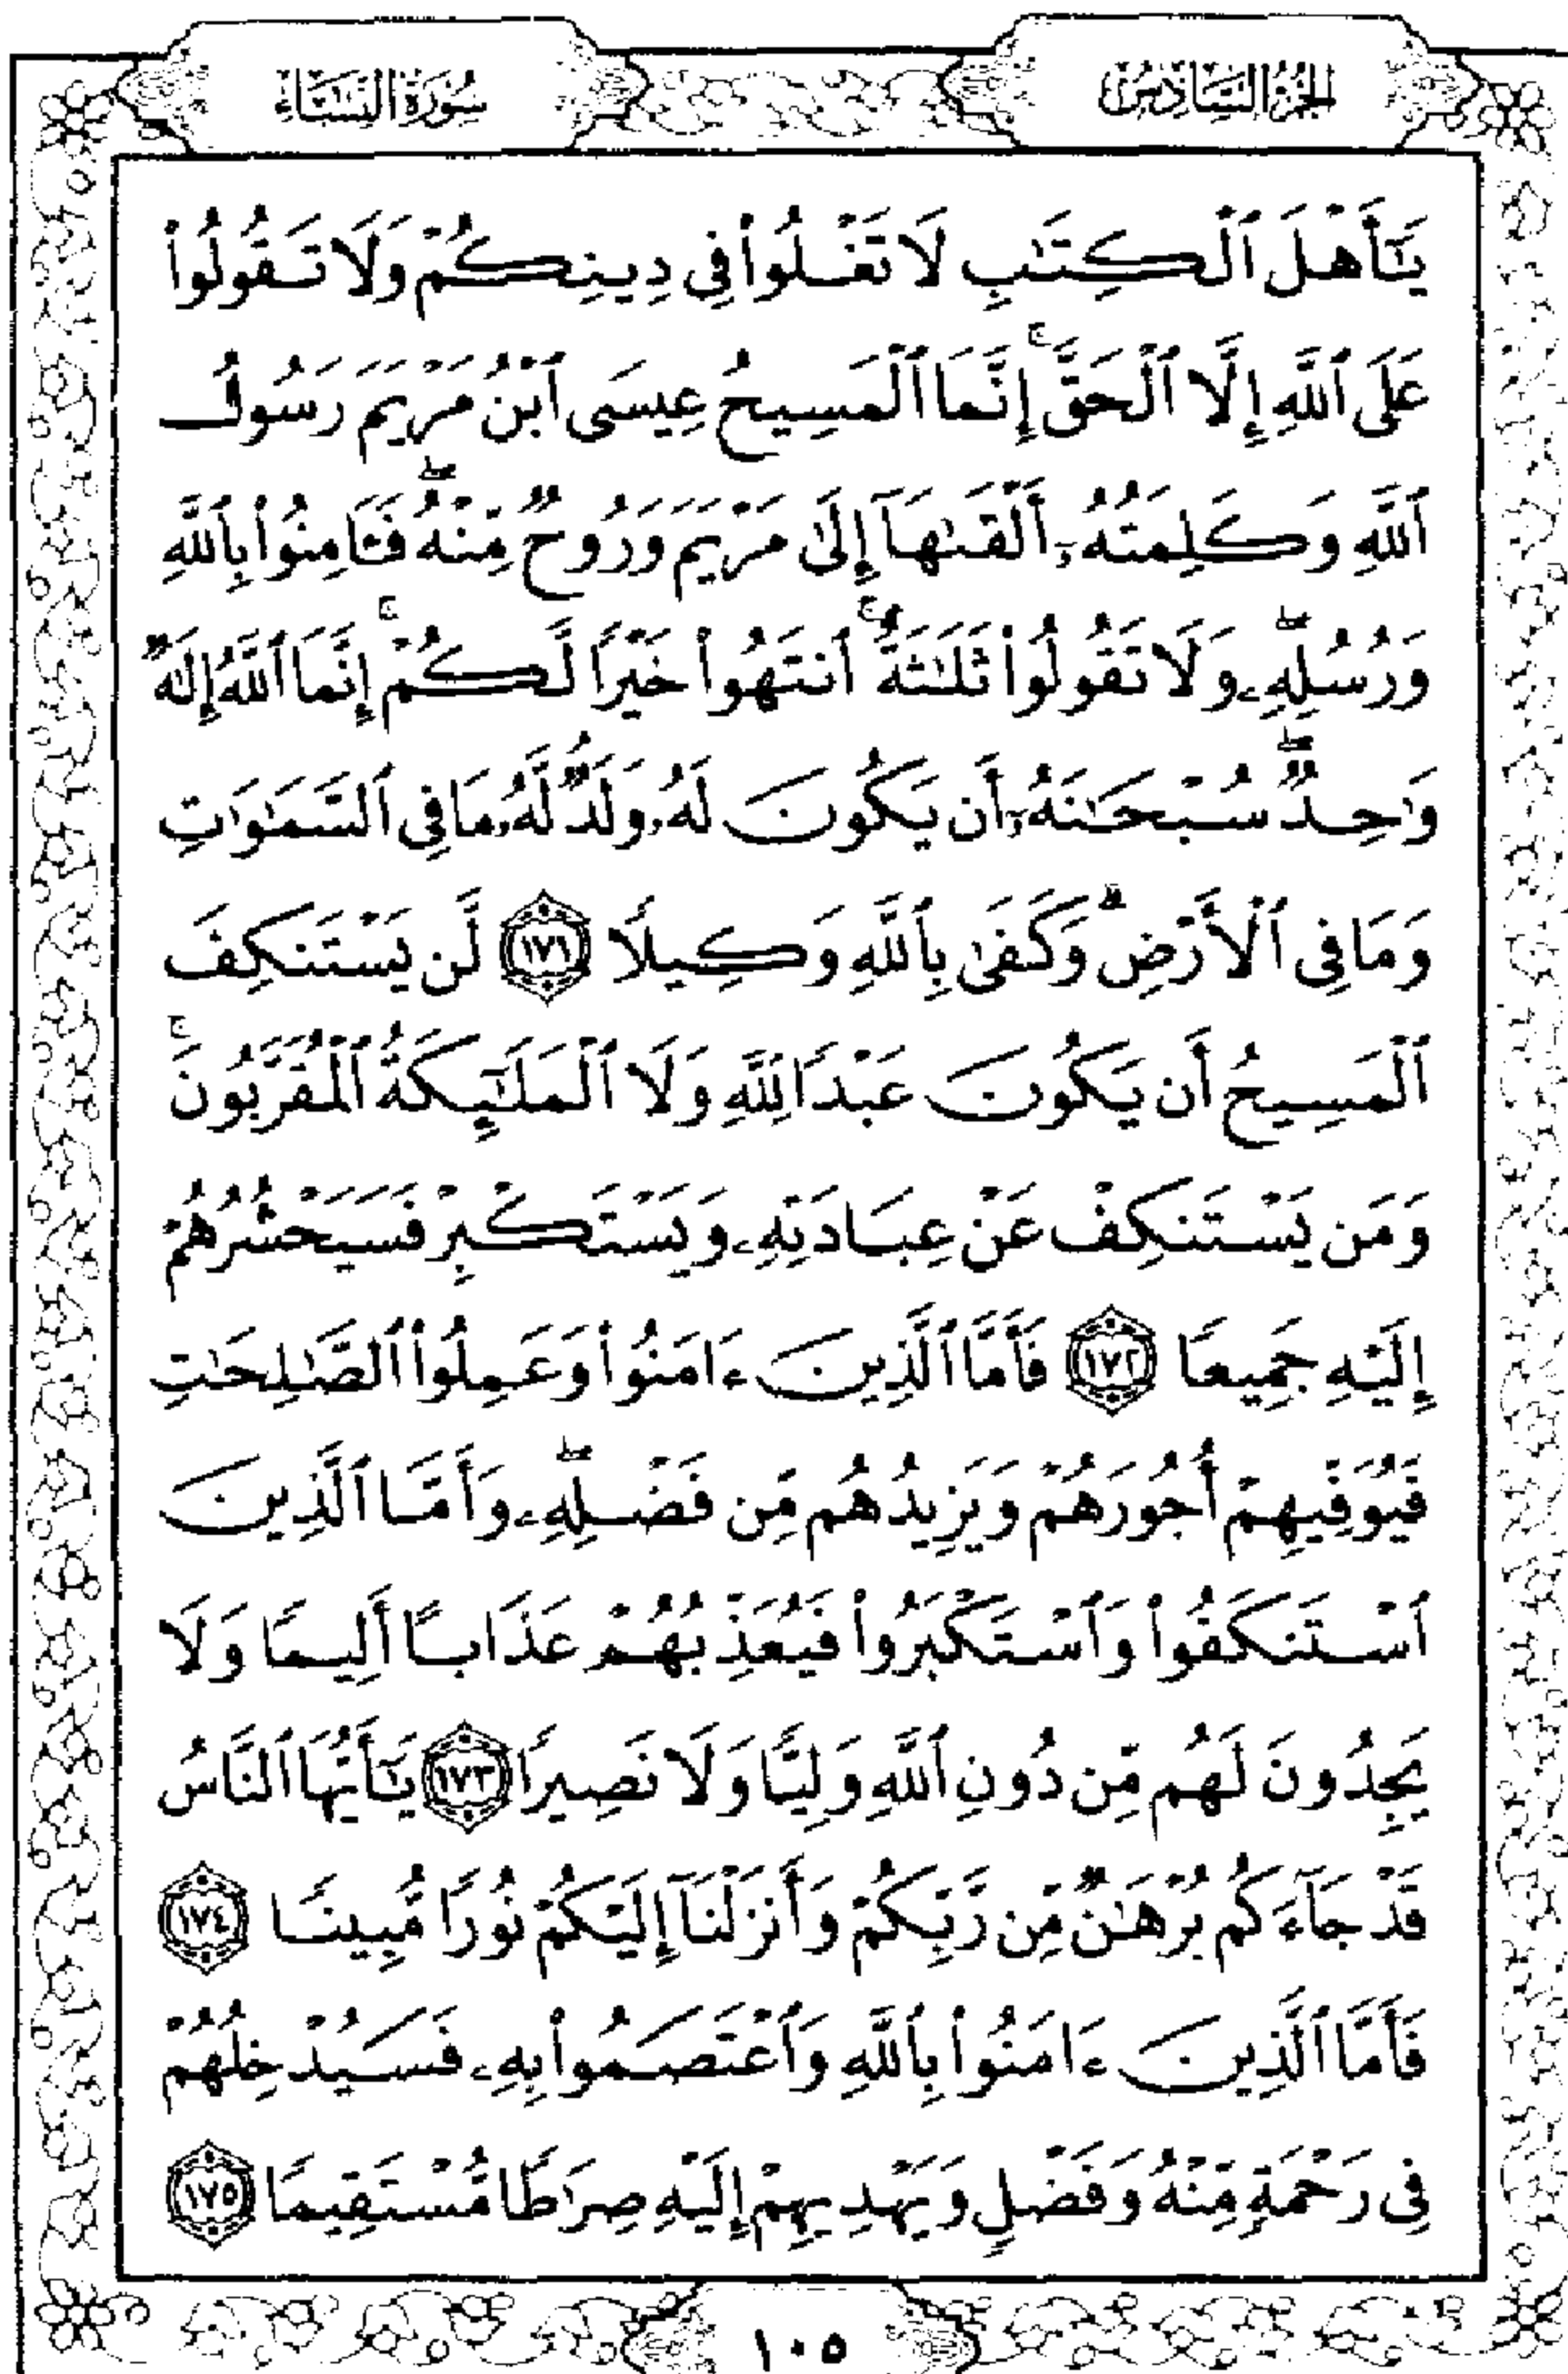 الجزء السادس
سورة النساء
يَٰٓأَهْلَ ٱلْكِتَٰبِ لَا تَغْلُوا۟ فِى دِينِكُمْ وَلَا تَقُولُوا۟
عَلَى ٱللَّهِ إِلَّا ٱلْحَقَّ ۚ إِنَّمَا ٱلْمَسِيحُ عِيسَى ٱبْنُ مَرْيَمَ رَسُولُ
ٱللَّهِ وَكَلِمَتُهُۥٓ أَلْقَىٰهَآ إِلَىٰ مَرْيَمَ وَرُوحٌ مِّنْهُ ۖ فَـَٔامِنُوا۟ بِٱللَّهِ
وَرُسُلِهِۦ ۖ وَلَا تَقُولُوا۟ ثَلَٰثَةٌ ۚ ٱنتَهُوا۟ خَيْرًا لَّكُمْ ۚ إِنَّمَا ٱللَّهُ إِلَٰهٌ
وَٰحِدٌ ۖ سُبْحَٰنَهُۥٓ أَن يَكُونَ لَهُۥ وَلَدٌ ۘ لَّهُۥ مَا فِى ٱلسَّمَٰوَٰتِ
وَمَا فِى ٱلْأَرْضِ ۗ وَكَفَىٰ بِٱللَّهِ وَكِيلًا ١٧١ لَّن يَسْتَنكِفَ
ٱلْمَسِيحُ أَن يَكُونَ عَبْدًا لِّلَّهِ وَلَا ٱلْمَلَٰٓئِكَةُ ٱلْمُقَرَّبُونَ ۚ
وَمَن يَسْتَنكِفْ عَنْ عِبَادَتِهِۦ وَيَسْتَكْبِرْ فَسَيَحْشُرُهُمْ
إِلَيْهِ جَمِيعًا ١٧٢ فَأَمَّا ٱلَّذِينَ ءَامَنُوا۟ وَعَمِلُوا۟ ٱلصَّٰلِحَٰتِ
فَيُوَفِّيهِمْ أُجُورَهُمْ وَيَزِيدُهُم مِّن فَضْلِهِۦ ۖ وَأَمَّا ٱلَّذِينَ
ٱسْتَنكَفُوا۟ وَٱسْتَكْبَرُوا۟ فَيُعَذِّبُهُمْ عَذَابًا أَلِيمًا وَلَا
يَجِدُونَ لَهُم مِّن دُونِ ٱللَّهِ وَلِيًّا وَلَا نَصِيرًا ١٧٣ يَٰٓأَيُّهَا ٱلنَّاسُ
قَدْ جَآءَكُم بُرْهَٰنٌ مِّن رَّبِّكُمْ وَأَنزَلْنَآ إِلَيْكُمْ نُورًا مُّبِينًا ١٧٤
فَأَمَّا ٱلَّذِينَ ءَامَنُوا۟ بِٱللَّهِ وَٱعْتَصَمُوا۟ بِهِۦ فَسَيُدْخِلُهُمْ
فِى رَحْمَةٍ مِّنْهُ وَفَضْلٍ وَيَهْدِيهِمْ إِلَيْهِ صِرَٰطًا مُّسْتَقِيمًا ١٧٥
١٠٥